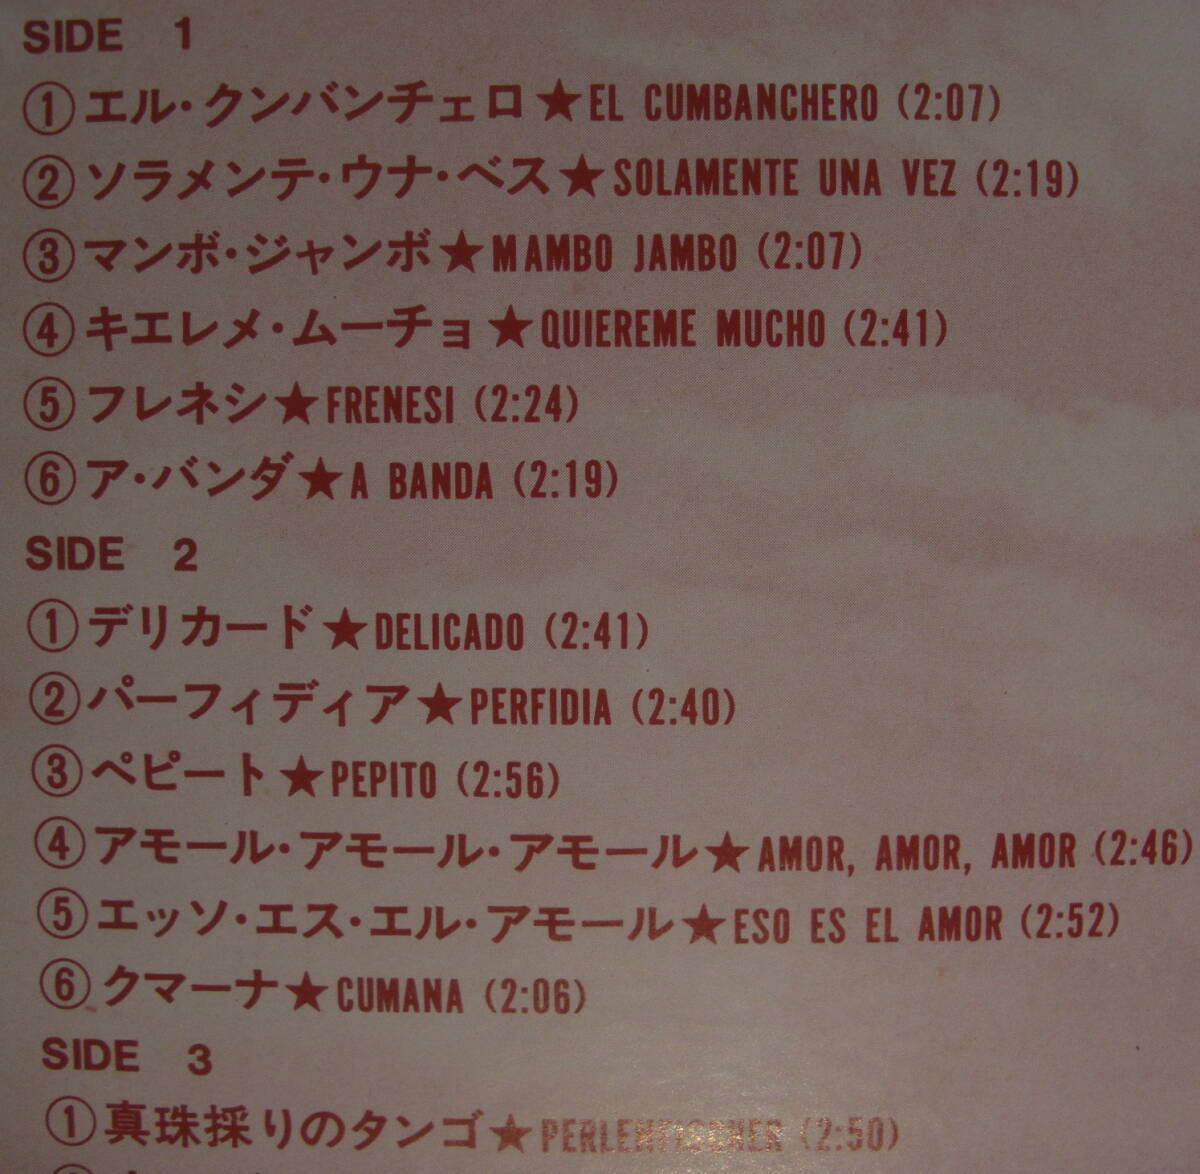 SIDE 1
①エル・クンバンチェロ★EL CUMBANCHERO (2:07)
②ソラメンテ・ウナ・ベス★SOLAMENTE UNA VEZ (2:19)
③マンボ・ジャンボ★MAMBO JAMBO (2:07)
④キエレメ・ムーチョ★QUIEREME MUCHO (2:41)
⑤フレネシ★FRENESI (2:24)
⑥ア・バンダ★A BANDA (2:19)
SIDE 2
①デリカード★DELICADO (2:41)
②パーフィディア★PERFIDIA (2:40)
③ペピート★PEPITO (2:56)
④アモール・アモール・アモール★AMOR, AMOR, AMOR (2:46)
⑤エッソ・エス・エル・アモール★ESO ES EL AMOR (2:52)
⑥クマーナ★CUMANA (2:06)
SIDE 3
①真珠採りのタンゴ★PERLENFISCHER (2:50)